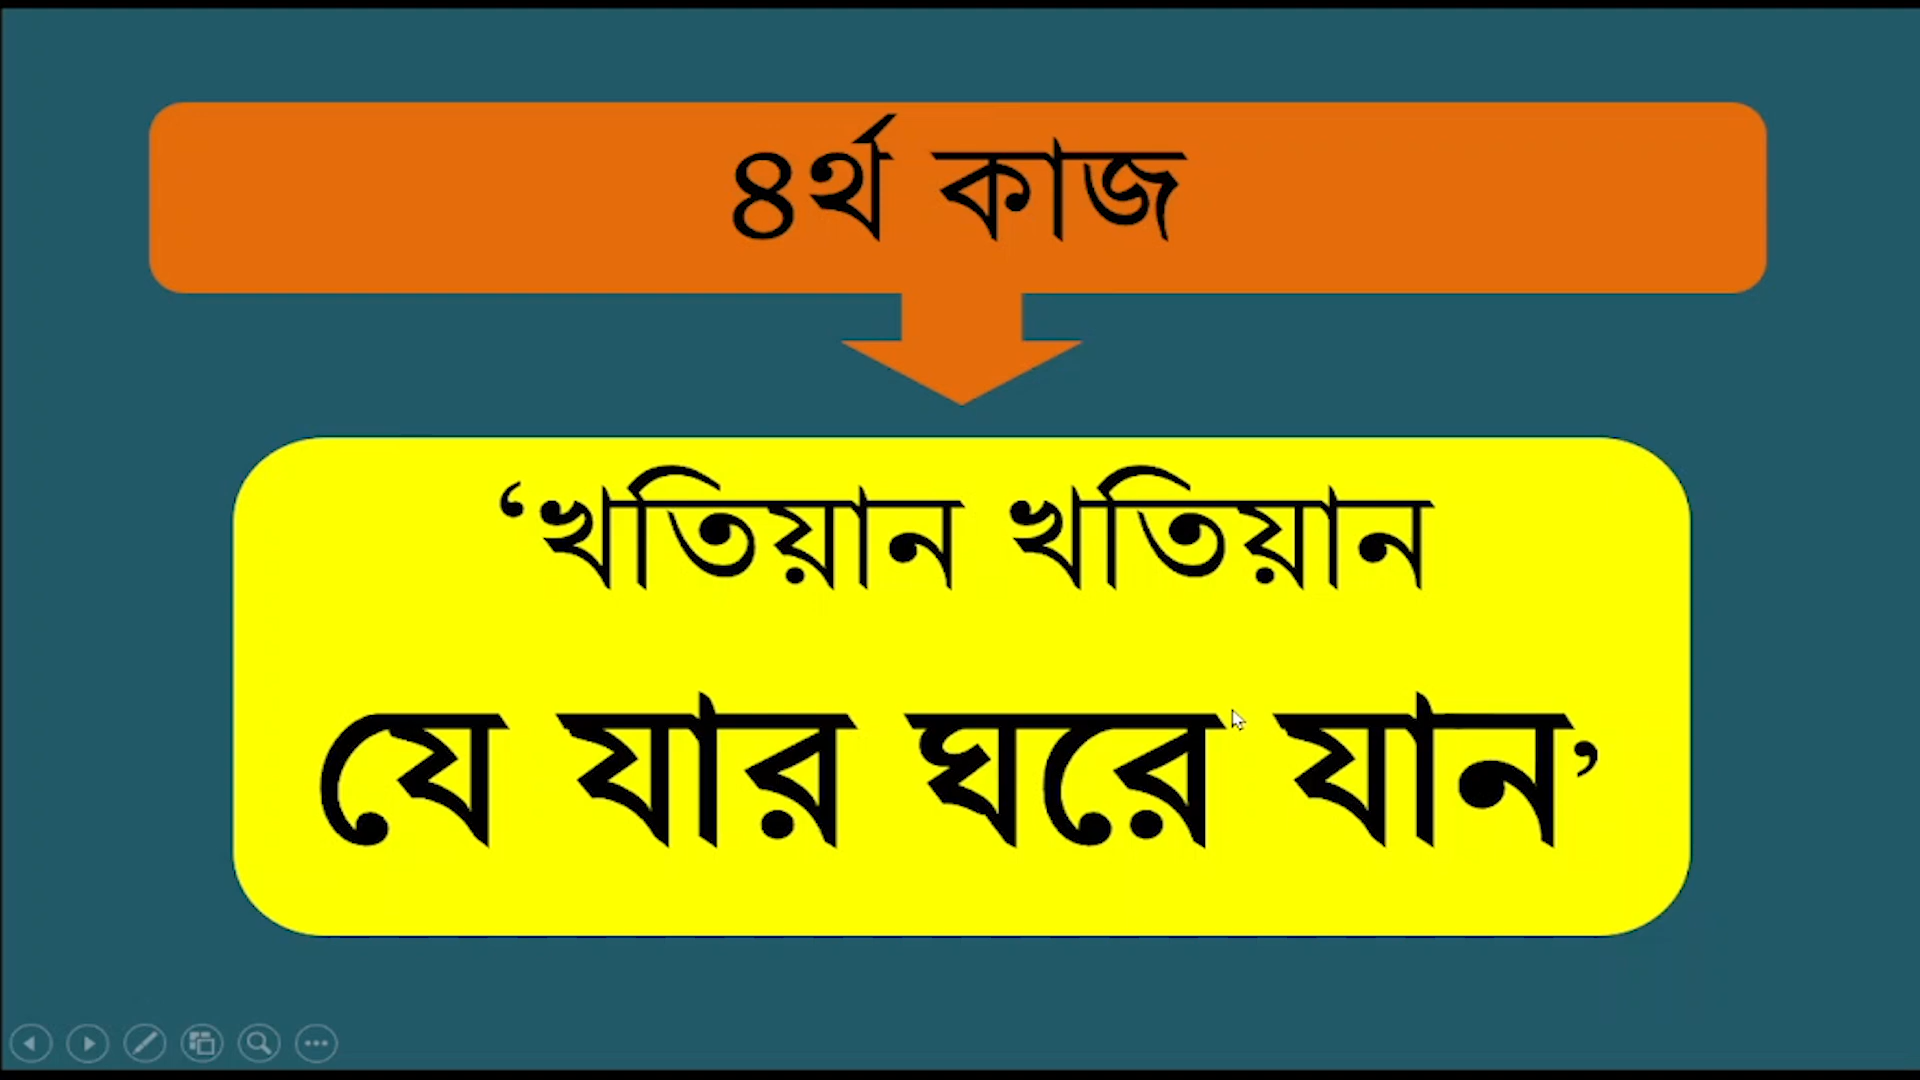 ৪র্থ কাজ
‘খতিয়ান খতিয়ান
যে যার ঘরে যান’